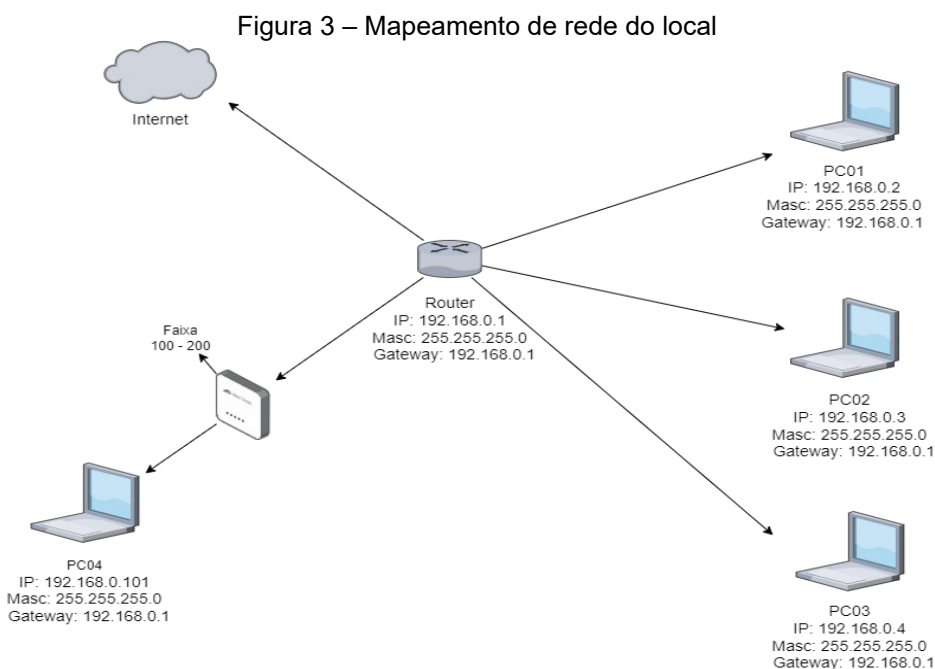 Figura 3 – Mapeamento de rede do local
Internet
PC01
IP: 192.168.0.2
Masc: 255.255.255.0
Gateway: 192.168.0.1
Router
IP: 192.168.0.1
Masc: 255.255.255.0
Gateway: 192.168.0.1
Faixa
100 - 200
PC02
IP: 192.168.0.3
Masc: 255.255.255.0
Gateway: 192.168.0.1
PC04
IP: 192.168.0.101
Masc: 255.255.255.0
Gateway: 192.168.0.1
PC03
IP: 192.168.0.4
Masc: 255.255.255.0
Gateway: 192.168.0.1